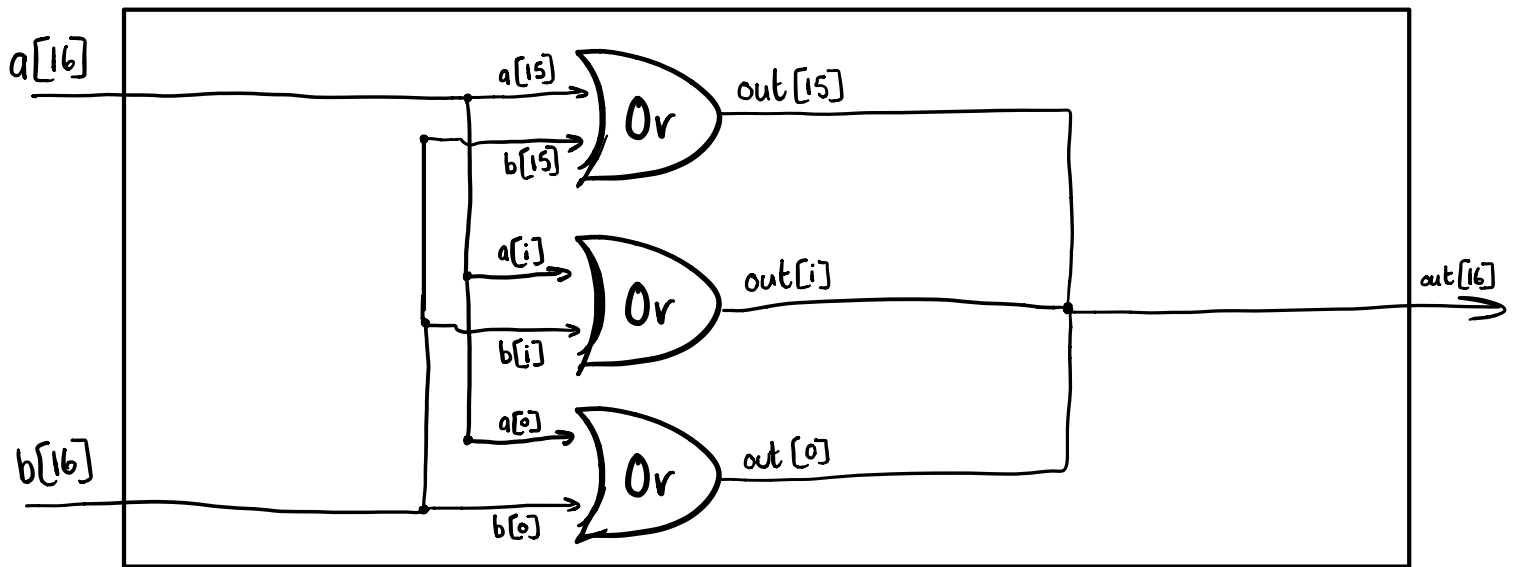 a[16]
a[15]
Or
out[15]
b[15]
a[i]
Or
out[i]
out[16]
b[i]
a[0]
Or
out[0]
b[16]
b[0]